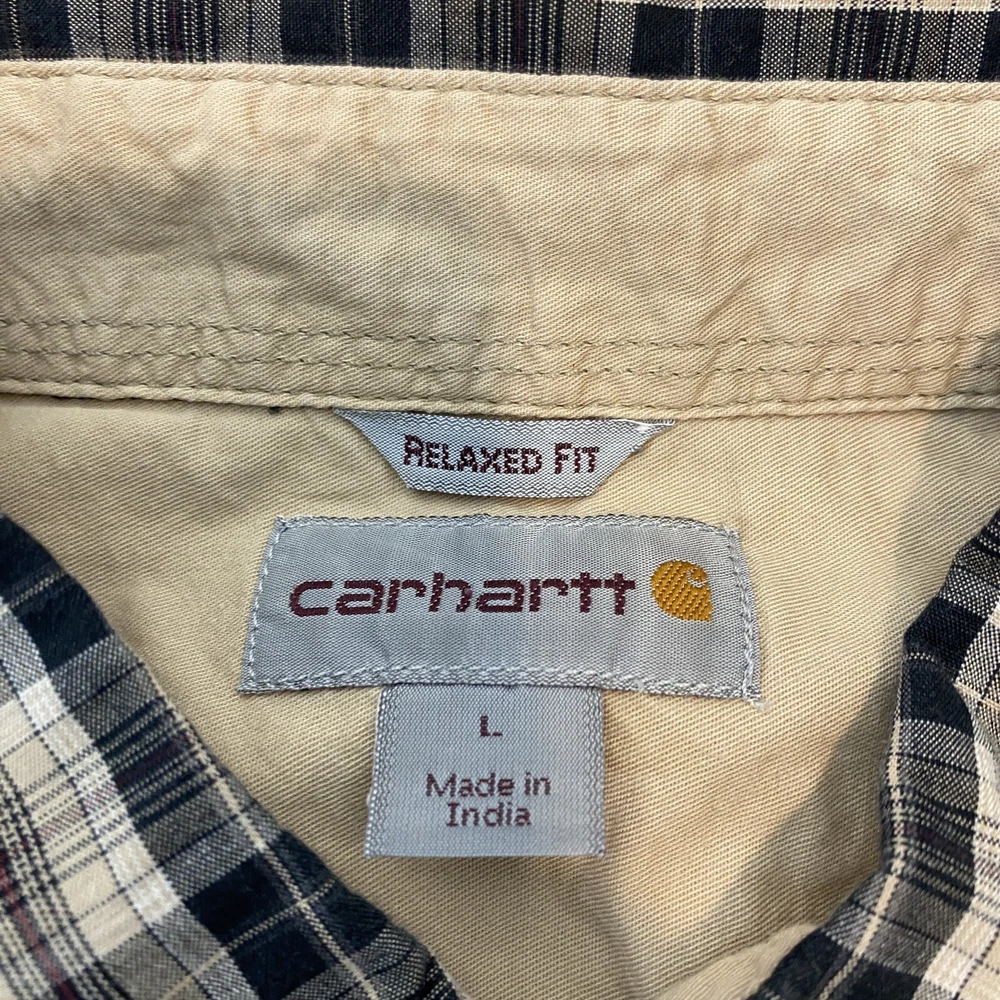 RELAXED FIT
carhartt
L
Made in
India